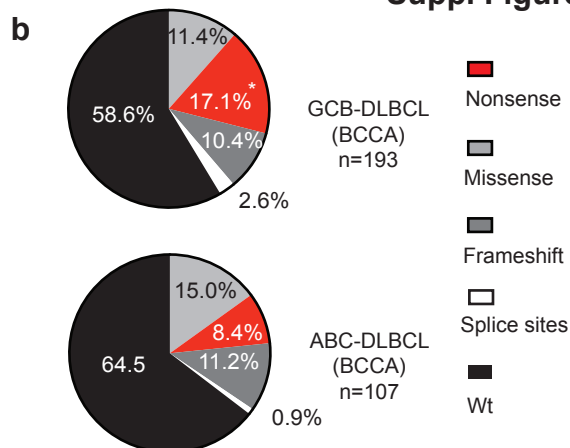 Suppl Figure
b
11.4%
17.1%*
58.6%
10.4%
2.6%
GCB-DLBCL
(BCCA)
n=193
15.0%
8.4%
64.5
11.2%
0.9%
ABC-DLBCL
(BCCA)
n=107
Nonsense
Missense
Frameshift
Splice sites
Wt